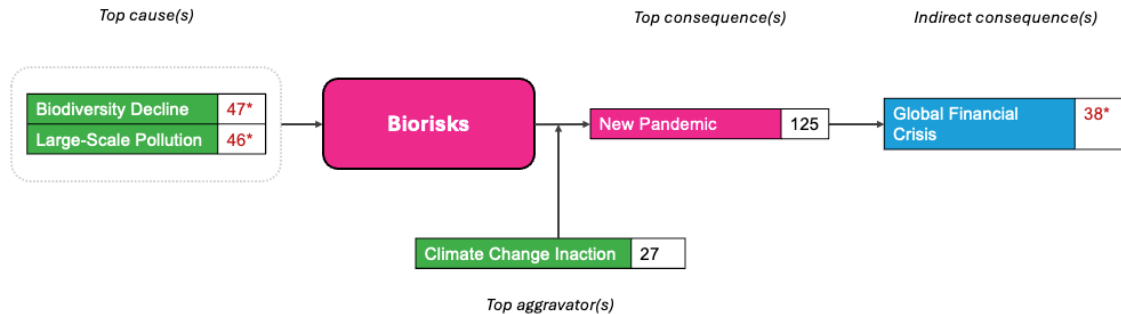 Top cause(s)
Top consequence(s)
Indirect consequence(s)
Biodiversity Decline 47*
Large-Scale Pollution 46*
Biorisks
New Pandemic 125
Global Financial 38*
Crisis
Climate Change Inaction 27
Top aggravator(s)